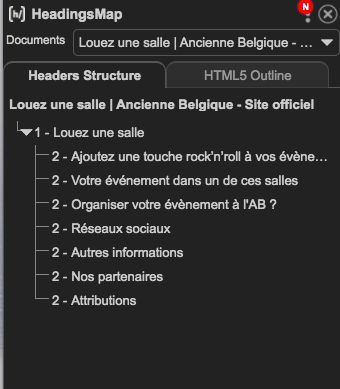 [h/] HeadingsMap
N
Documents
Louez une salle | Ancienne Belgique - ...
Headers Structure
HTML5 Outline
Louez une salle | Ancienne Belgique - Site officiel
1 - Louez une salle
2 - Ajoutez une touche rock'n'roll à vos évène...
2 - Votre événement dans un de ces salles
2 - Organiser votre évènement à l'AB ?
2 - Réseaux sociaux
2 - Autres informations
2 - Nos partenaires
2 - Attributions